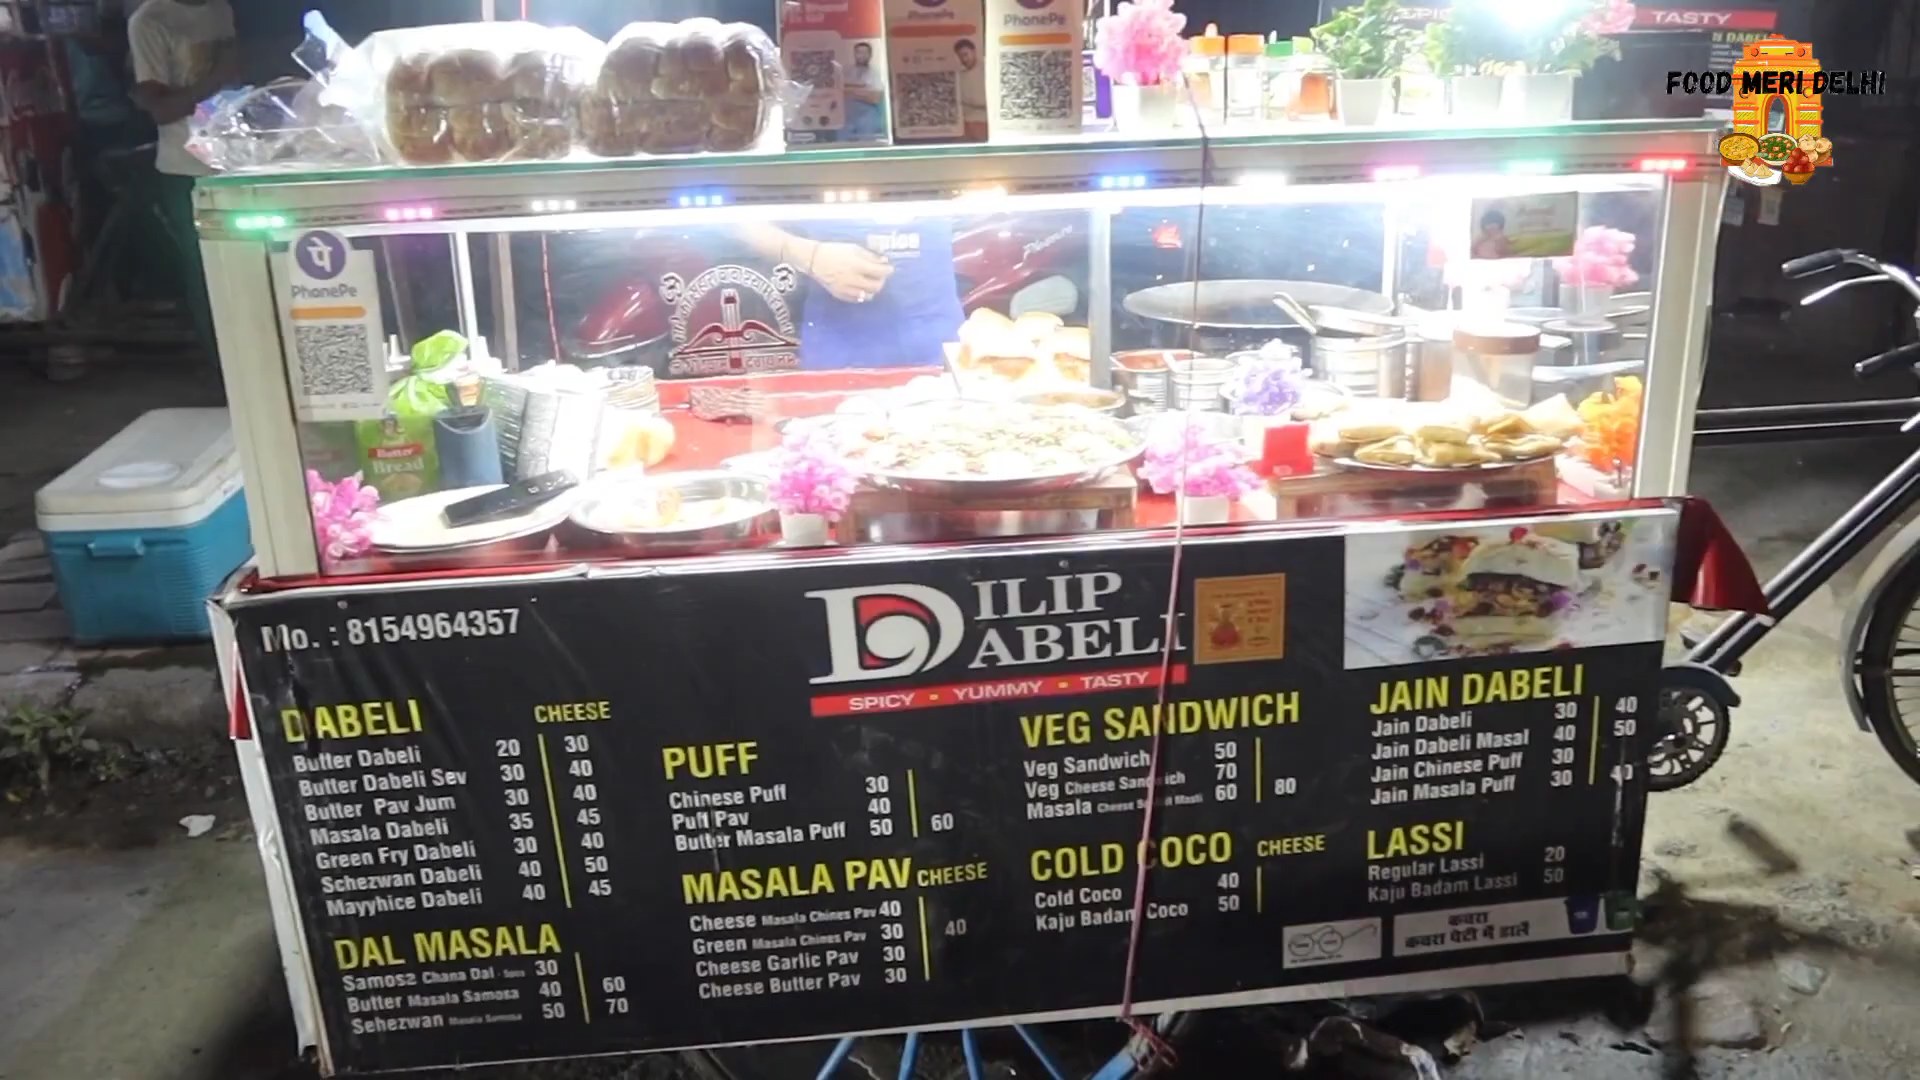 PhonePe
TASTY
FOOD MERI DELHI
पे
PhonePe
Butter
Bread
Mo. : 8154964357
DILIP
DABELI
SPICY • YUMMY • TASTY
DABELI CHEESE
Butter Dabeli 20 30
Butter Dabeli Sev 30 40
Butter Pav Jum 30 40
Masala Dabeli 35 45
Green Fry Dabeli 30 40
Schezwan Dabeli 40 50
Mayyhice Dabeli 40 45
DAL MASALA
Samosa Chana Dal 30
Butter Masala Samosa 40 60
Sehezwan Masala Samosa 50 70
PUFF
Chinese Puff 30
Puff Pav 40
Butter Masala Puff 50 60
MASALA PAV CHEESE
Cheese Masala Chines Pav 40
Green Masala Chines Pav 30 40
Cheese Garlic Pav 30
Cheese Butter Pav 30
VEG SANDWICH
Veg Sandwich 50
Veg Cheese Sandwich 70
Masala Cheese 60 80
COLD COCO CHEESE
Cold Coco 40
Kaju Badam Coco 50
JAIN DABELI
Jain Dabeli 30 40
Jain Dabeli Masal 40 50
Jain Chinese Puff 30
Jain Masala Puff 30 40
LASSI
Regular Lassi 20
Kaju Badam Lassi 50
कचरा
कचरा पेटी में डालें